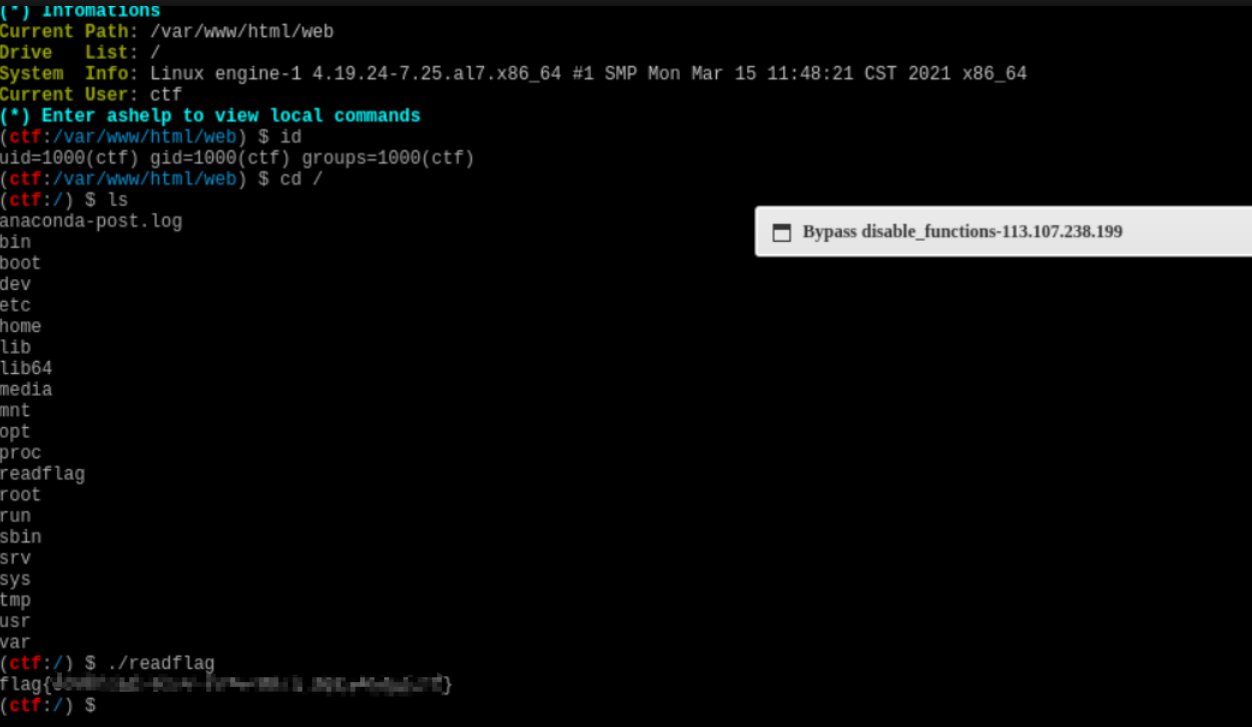 (*) Infomations
Current Path: /var/www/html/web
Drive   List: /
System  Info: Linux engine-1 4.19.24-7.25.al7.x86_64 #1 SMP Mon Mar 15 11:48:21 CST 2021 x86_64
Current User: ctf
(*) Enter ashelp to view local commands
(ctf:/var/www/html/web) $ id
uid=1000(ctf) gid=1000(ctf) groups=1000(ctf)
(ctf:/var/www/html/web) $ cd /
(ctf:/) $ ls
anaconda-post.log
Bypass disable_functions-113.107.238.199
bin
boot
dev
etc
home
lib
lib64
media
mnt
opt
proc
readflag
root
run
sbin
srv
sys
tmp
usr
var
(ctf:/) $ ./readflag
flag{}
(ctf:/) $